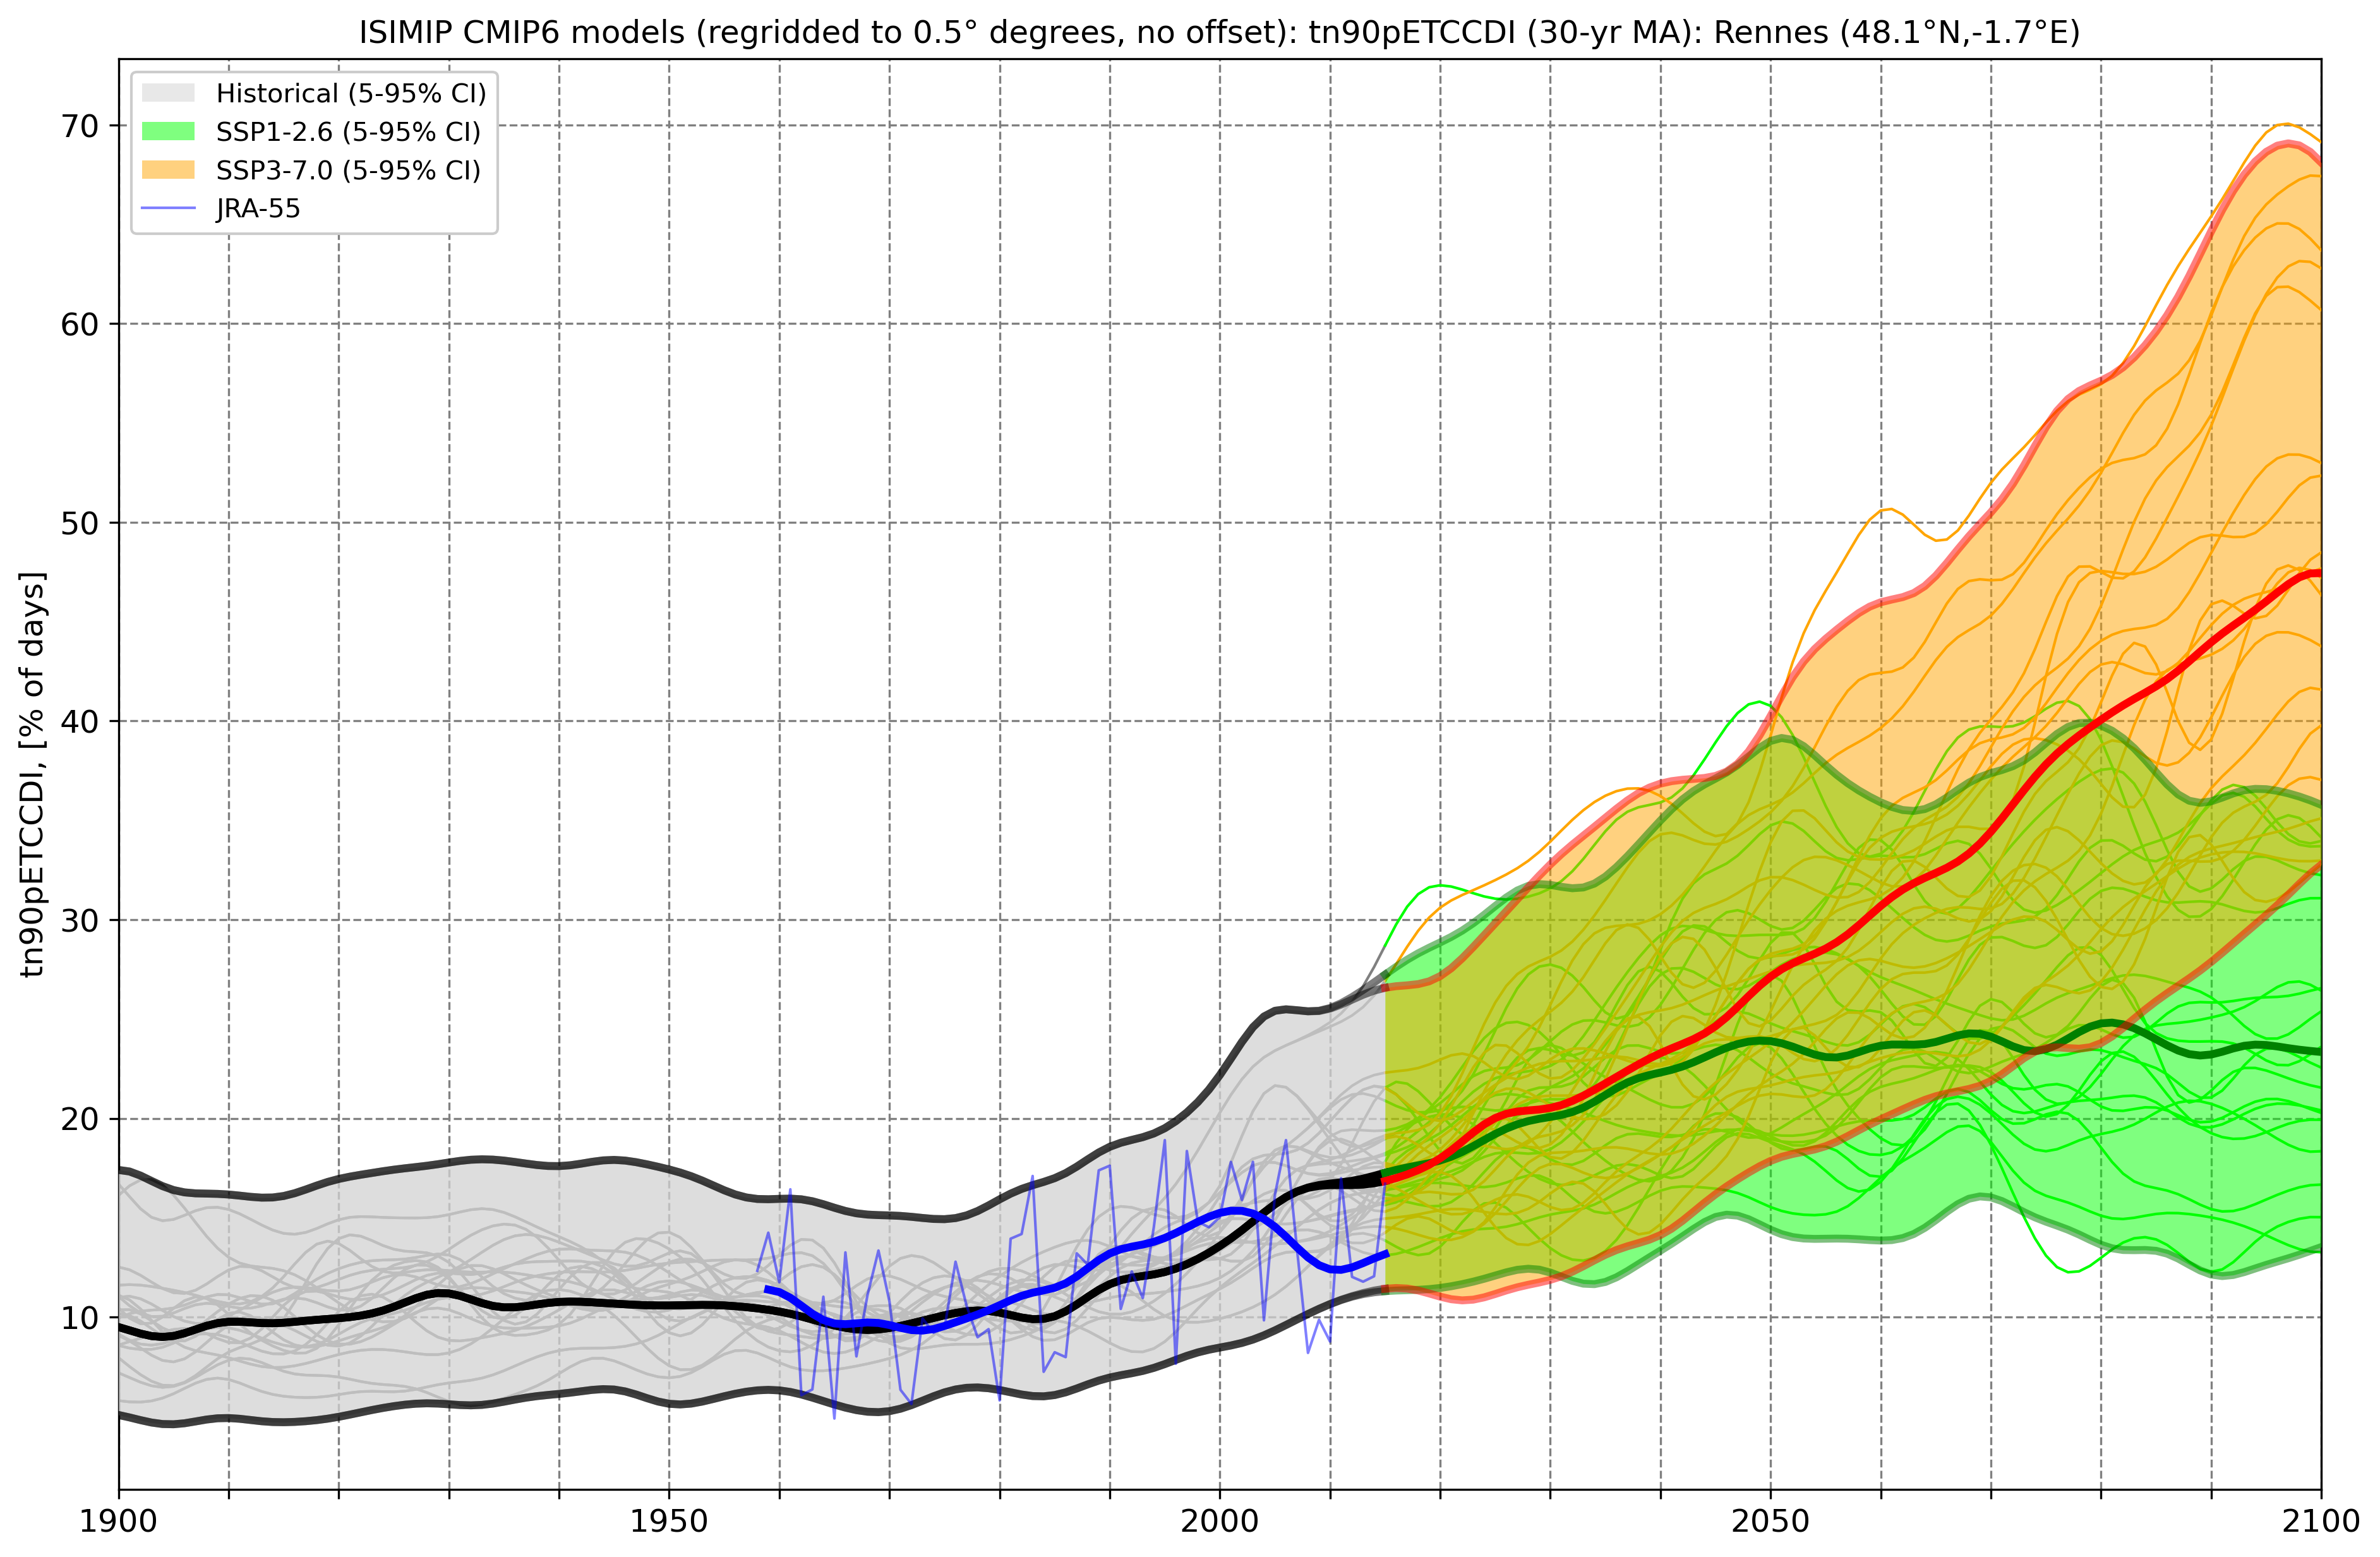 ISIMIP CMIP6 models (regridded to 0.5° degrees, no offset): tn90pETCCDI (30-yr MA): Rennes (48.1°N,-1.7°E)
Historical (5-95% CI)
SSP1-2.6 (5-95% CI)
SSP3-7.0 (5-95% CI)
JRA-55
tn90pETCCDI, [% of days]
70
60
50
40
30
20
10
1900
1950
2000
2050
2100